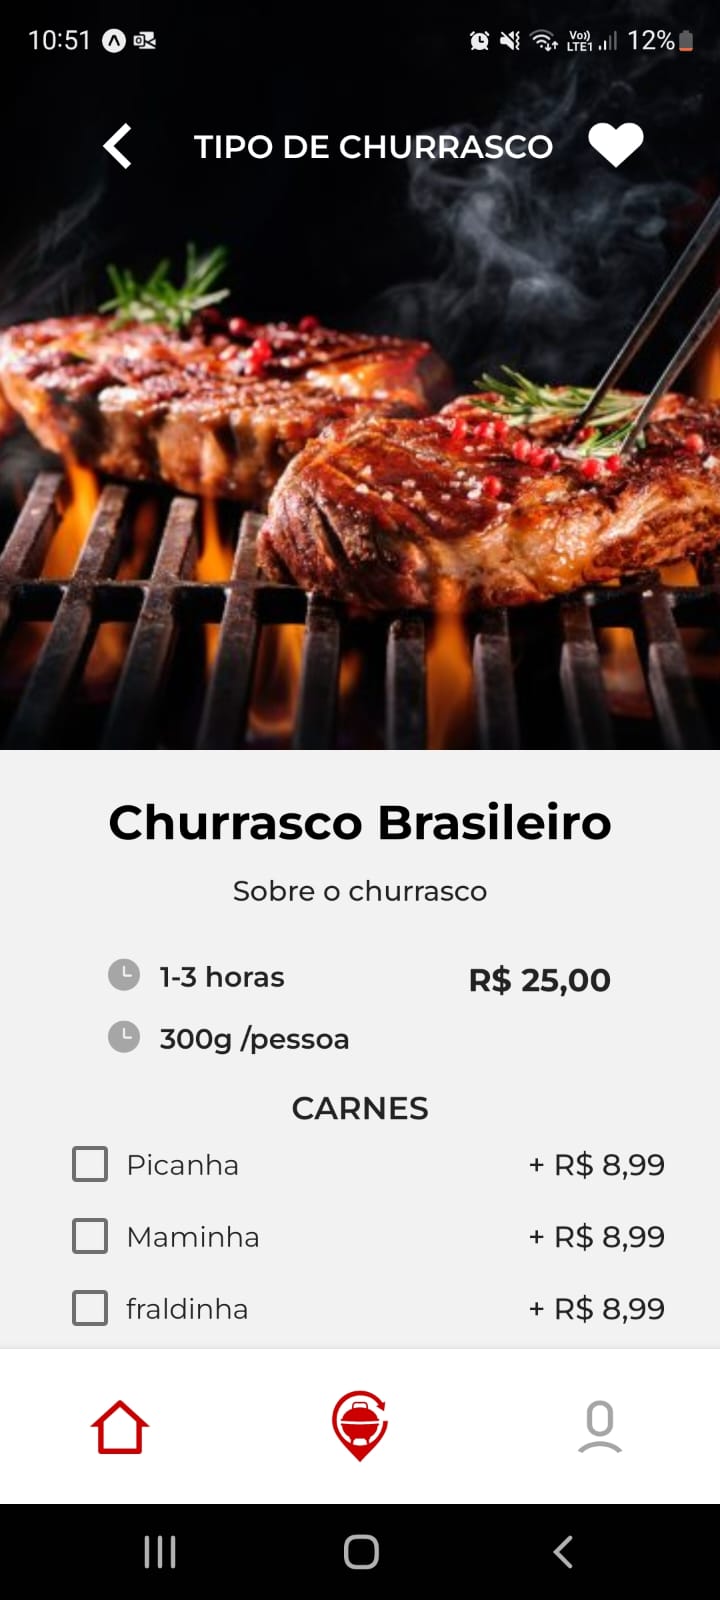 10:51 Vo)) LTE1 12%
TIPO DE CHURRASCO
Churrasco Brasileiro
Sobre o churrasco
1-3 horas R$ 25,00
300g /pessoa
CARNES
Picanha + R$ 8,99
Maminha + R$ 8,99
fraldinha + R$ 8,99